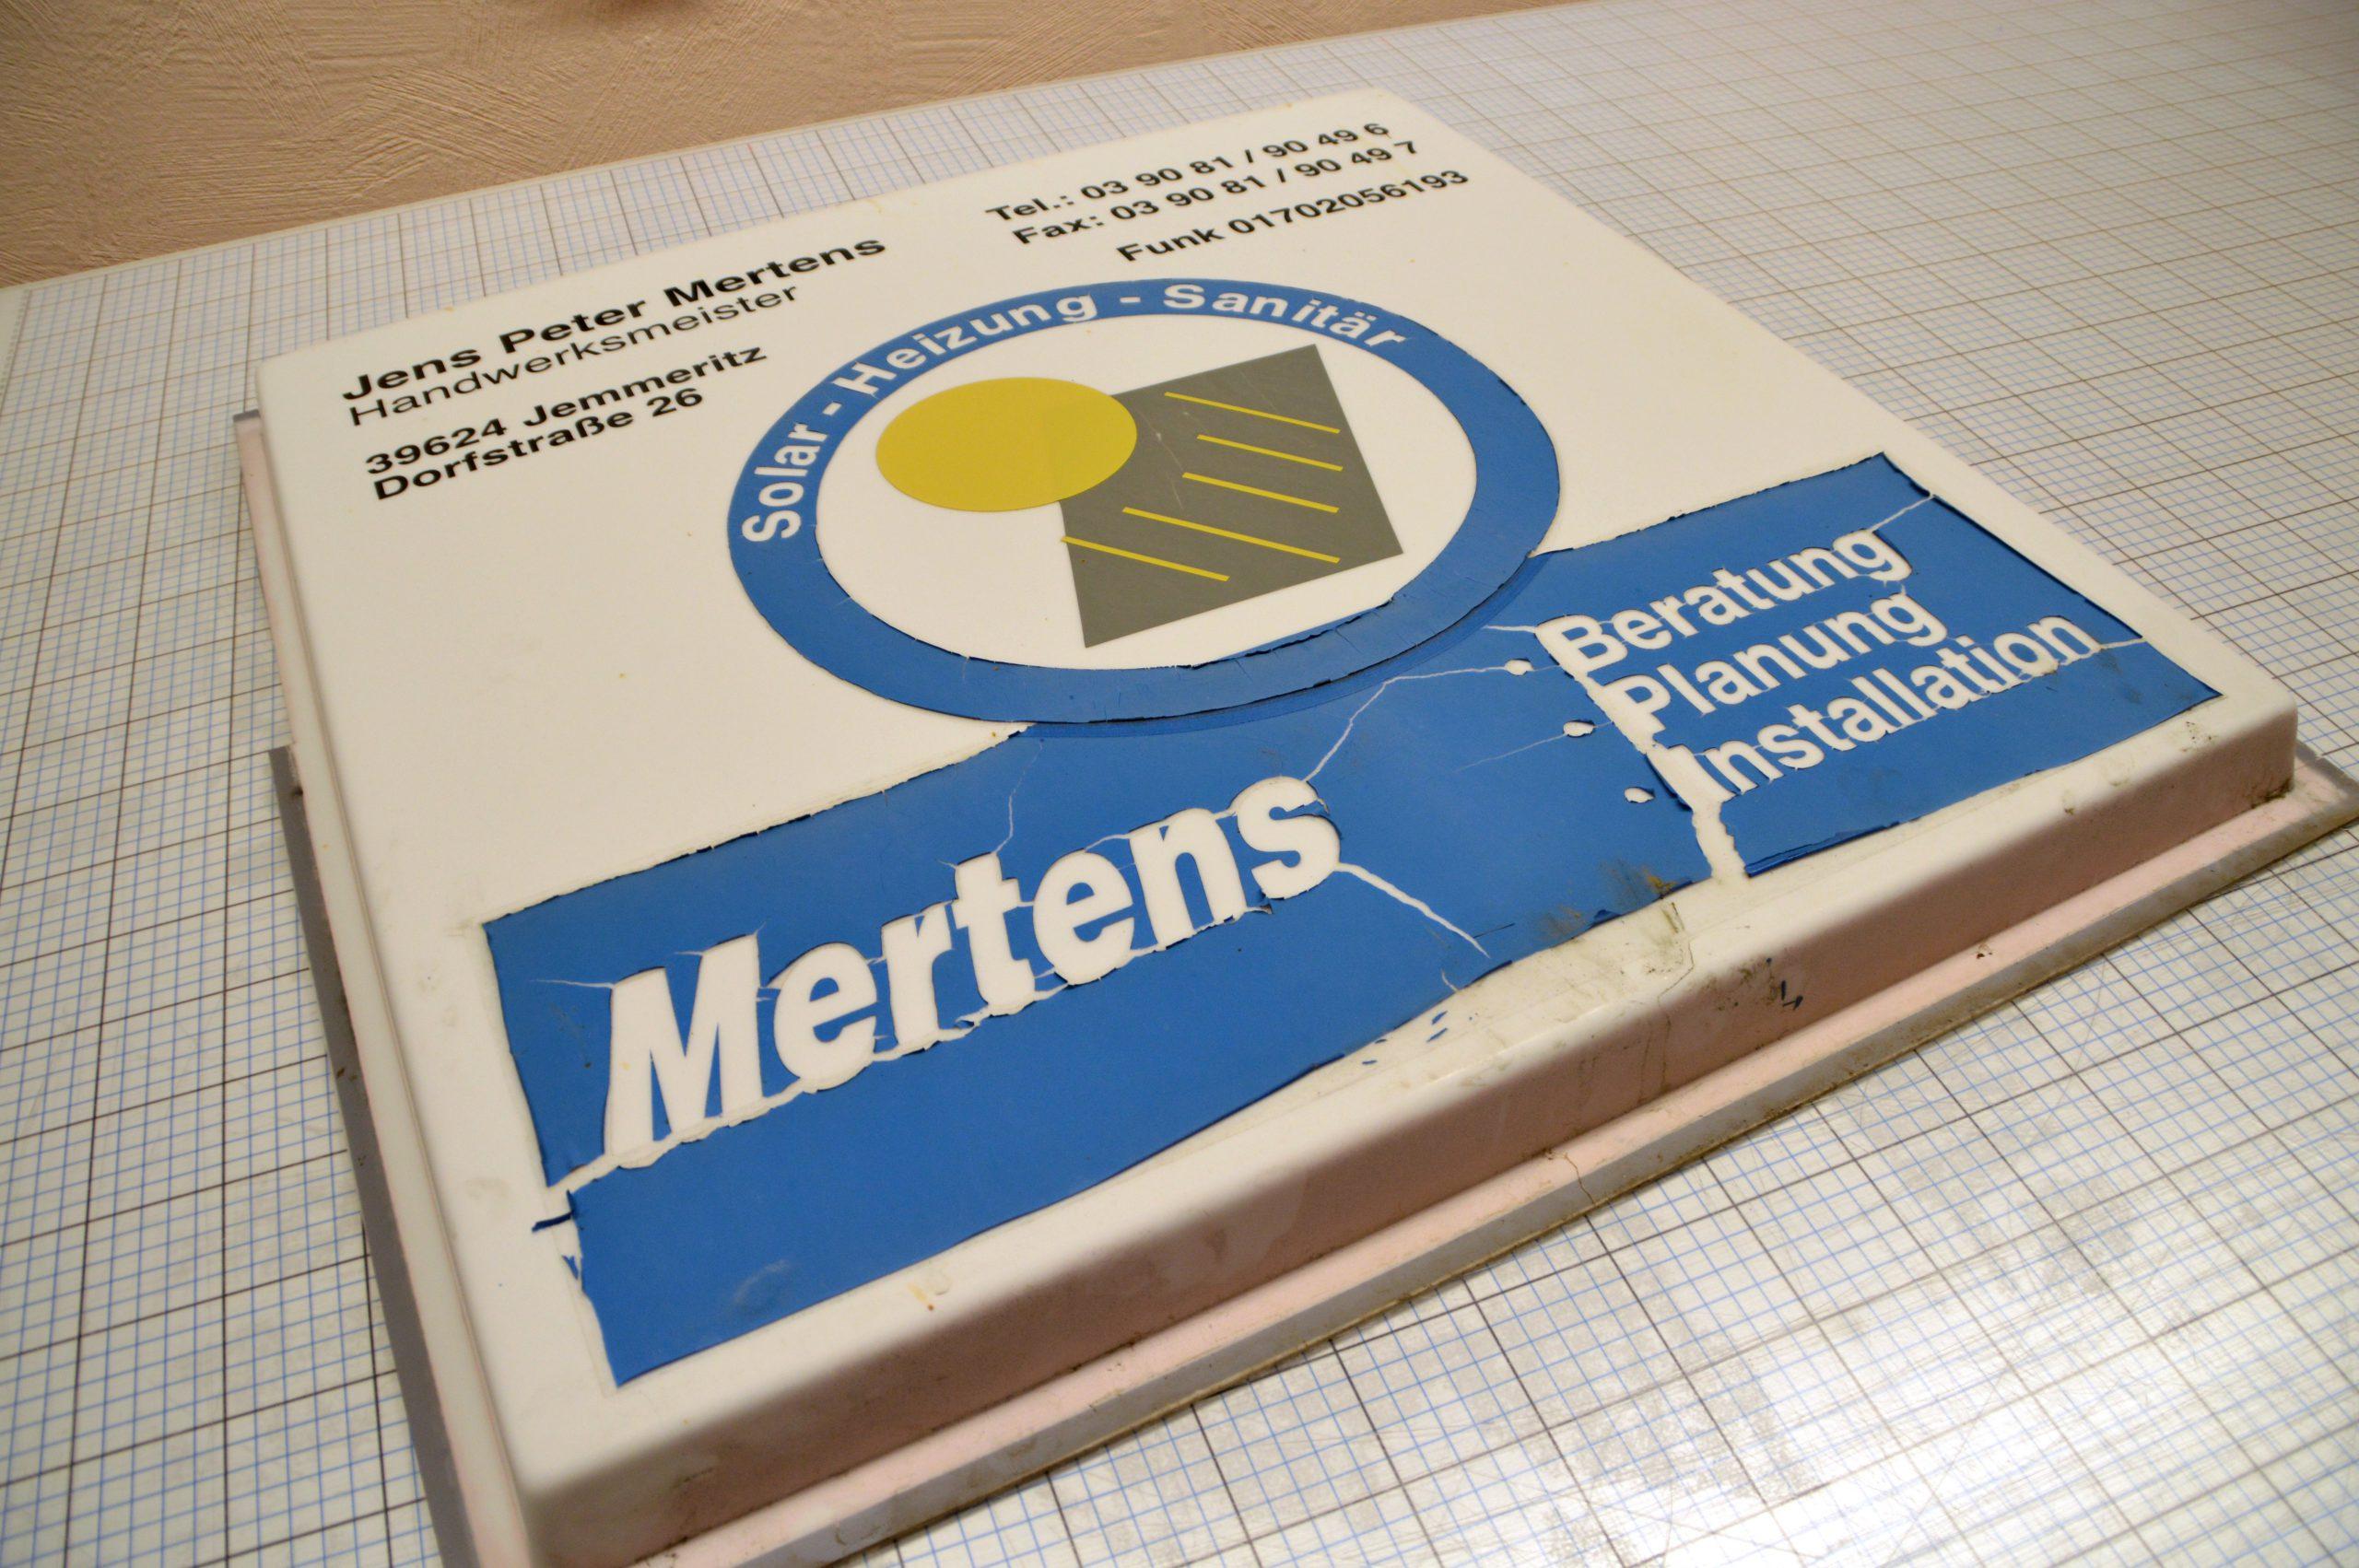 Jens Peter Mertens
Handwerksmeister
39624 Jemmeritz
Dorfstraße 26
Tel.: 03 90 81 / 90 49 6
Fax: 03 90 81 / 90 49 7
Funk 01702056193
Solar - Heizung - Sanitär
Mertens
Beratung
Planung
Installation